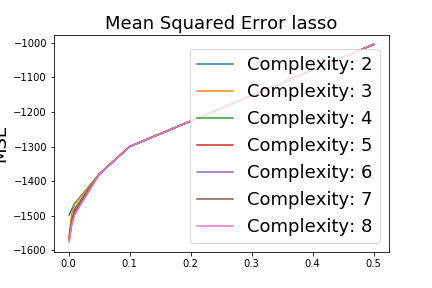 Mean Squared Error lasso
MSE
−1000
−1100
−1200
−1300
−1400
−1500
−1600
0.0 0.1 0.2 0.3 0.4 0.5
Complexity: 2
Complexity: 3
Complexity: 4
Complexity: 5
Complexity: 6
Complexity: 7
Complexity: 8